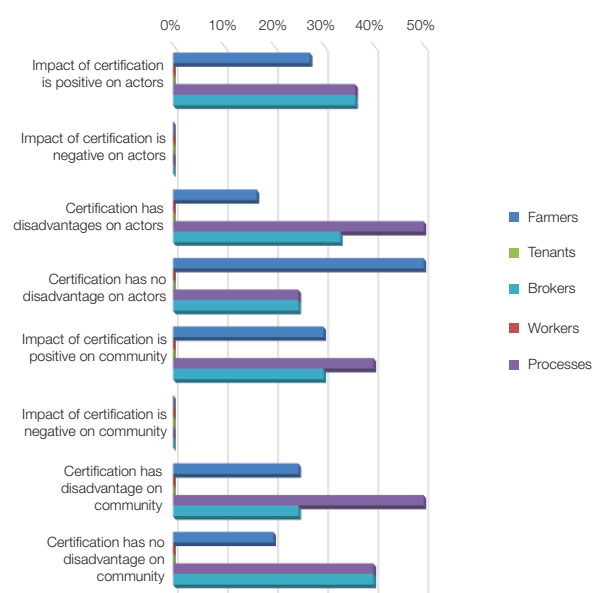 0% 10% 20% 30% 40% 50%
Impact of certification
is positive on actors
Impact of certification is
negative on actors
Certification has
disadvantages on actors
Certification has no
disadvantage on actors
Impact of certification is
positive on community
Impact of certification is
negative on community
Certification has
disadvantage on
community
Certification has no
disadvantage on
community
Farmers
Tenants
Brokers
Workers
Processes